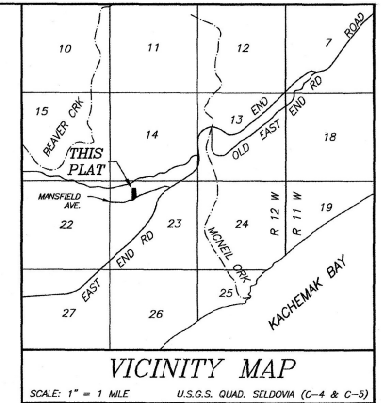 10
11
12
7
ROAD
15
BEAVER CRK
14
13
END
OLD EAST END RD
18
THIS
PLAT
MANSFIELD
AVE.
22
23
24
R 12 W
R 11 W
19
EAST END RD
MCNEIL CRK
27
26
25
KACHEMAK BAY
VICINITY MAP
SCALE: 1" = 1 MILE
U.S.G.S. QUAD. SELDOVIA (C-4 & C-5)